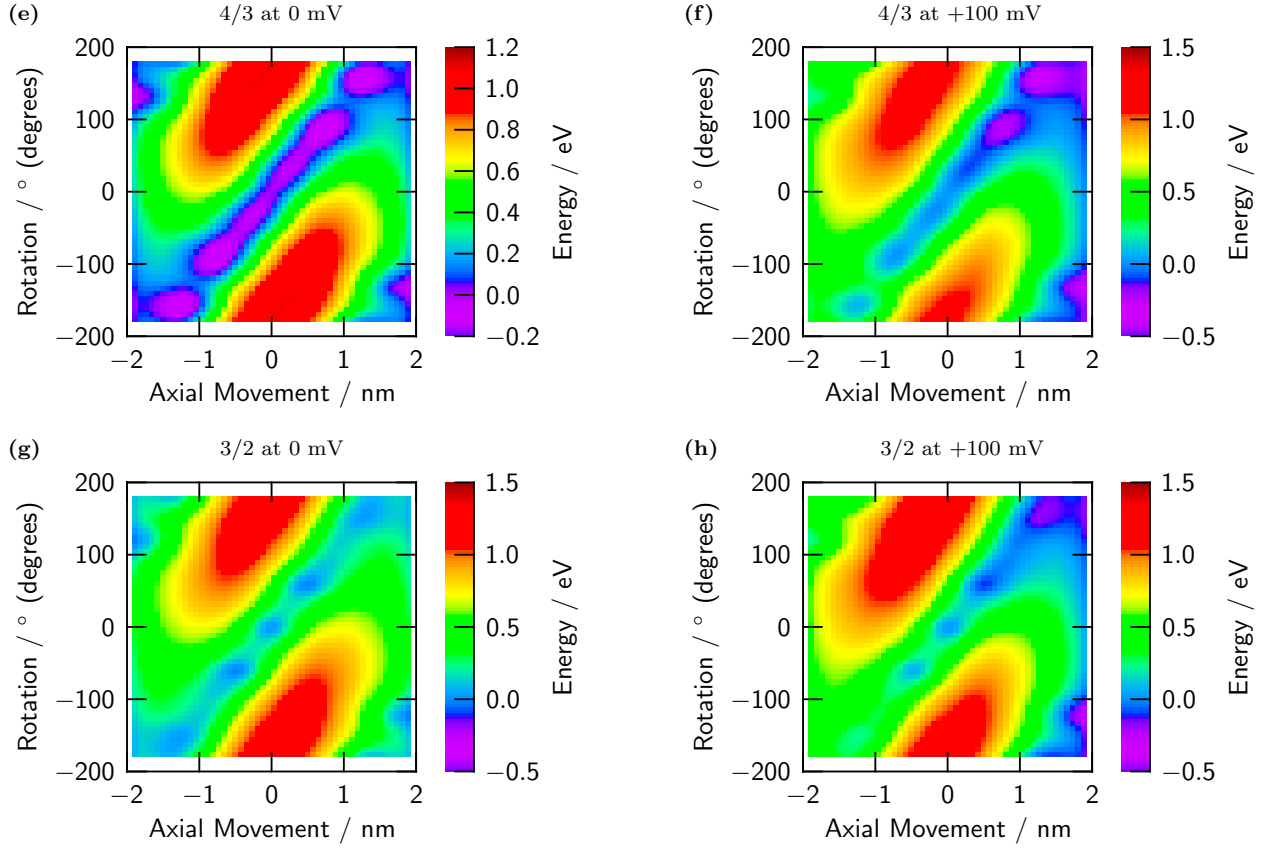 (e) 4/3 at 0 mV
Rotation / ° (degrees)
200
100
0
−100
−200
−2 −1 0 1 2
Axial Movement / nm
1.2
1.0
0.8
0.6
0.4
0.2
0.0
−0.2
Energy / eV
(f) 4/3 at +100 mV
Rotation / ° (degrees)
200
100
0
−100
−200
−2 −1 0 1 2
Axial Movement / nm
1.5
1.0
0.5
0.0
−0.5
Energy / eV
(g) 3/2 at 0 mV
Rotation / ° (degrees)
200
100
0
−100
−200
−2 −1 0 1 2
Axial Movement / nm
1.5
1.0
0.5
0.0
−0.5
Energy / eV
(h) 3/2 at +100 mV
Rotation / ° (degrees)
200
100
0
−100
−200
−2 −1 0 1 2
Axial Movement / nm
1.5
1.0
0.5
0.0
−0.5
Energy / eV